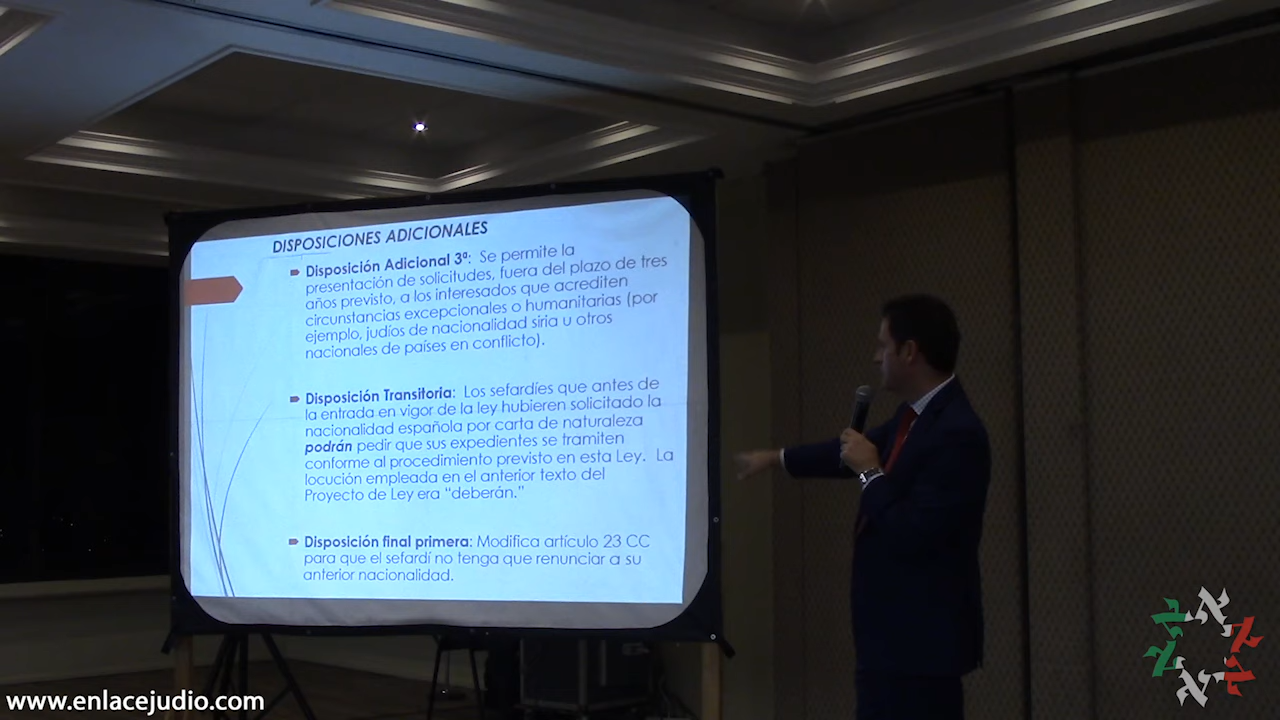 DISPOSICIONES ADICIONALES
Disposición Adicional 3ª: Se permite la
presentación de solicitudes, fuera del plazo de tres
años previsto, a los interesados que acrediten
circunstancias excepcionales o humanitarias (por
ejemplo, judíos de nacionalidad siria u otros
nacionales de países en conflicto).
Disposición Transitoria: Los sefardíes que antes de
la entrada en vigor de la ley hubieren solicitado la
nacionalidad española por carta de naturaleza
podrán pedir que sus expedientes se tramiten
conforme al procedimiento previsto en esta Ley. La
locución empleada en el anterior texto del
Proyecto de Ley era “deberán.”
Disposición final primera: Modifica artículo 23 CC
para que el sefardí no tenga que renunciar a su
anterior nacionalidad.
www.enlacejudio.com